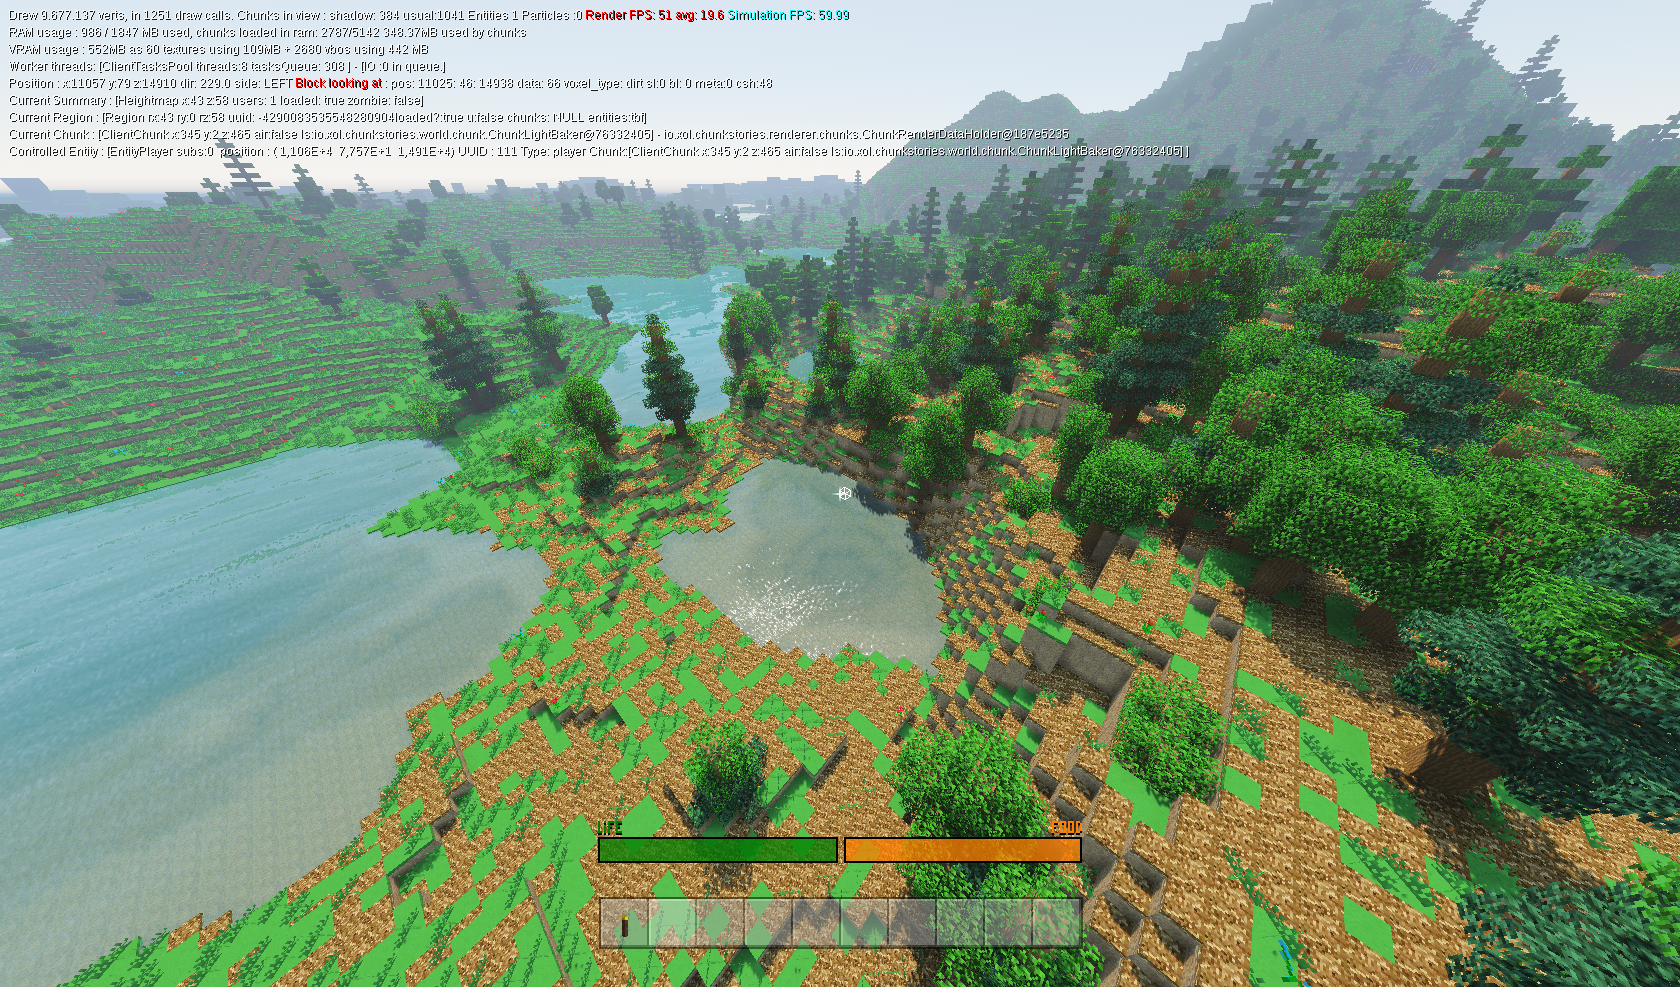 Drew 9.677.137 verts, in 1251 draw calls. Chunks in view : shadow: 384 usual:1041 Entities 1 Particles :0 Render FPS: 51 avg: 19.6 Simulation FPS: 59.99
RAM usage : 986 / 1847 MB used, chunks loaded in ram: 2787/5142 348.37MB used by chunks
VRAM usage : 552MB as 60 textures using 109MB + 2680 vbos using 442 MB
Worker threads: [ClientTasksPool threads:8 tasksQueue: 308 ] - [IO :0 in queue.]
Position : x:11057 y:79 z:14910 dir: 229.0 side: LEFT Block looking at : pos: 11025: 46: 14938 data: 66 voxel_type: dirt sl:0 bl: 0 meta:0 csh:48
Current Summary : [Heightmap x:43 z:58 users: 1 loaded: true zombie: false]
Current Region : [Region rx:43 ry:0 rz:58 uuid: -4290083535548280904loaded?:true u:false chunks: NULL entities:tbf]
Current Chunk : [ClientChunk x:345 y:2 z:465 air:false ls:io.xol.chunkstories.world.chunk.ChunkLightBaker@76332405] - io.xol.chunkstories.renderer.chunks.ChunkRenderDataHolder@187e5235
Controlled Entity : [EntityPlayer subs:0 position : ( 1,106E+4 7,757E+1 1,491E+4) UUID : 111 Type: player Chunk:[ClientChunk x:345 y:2 z:465 air:false ls:io.xol.chunkstories.world.chunk.ChunkLightBaker@76332405] ]
LIFE
FOOD